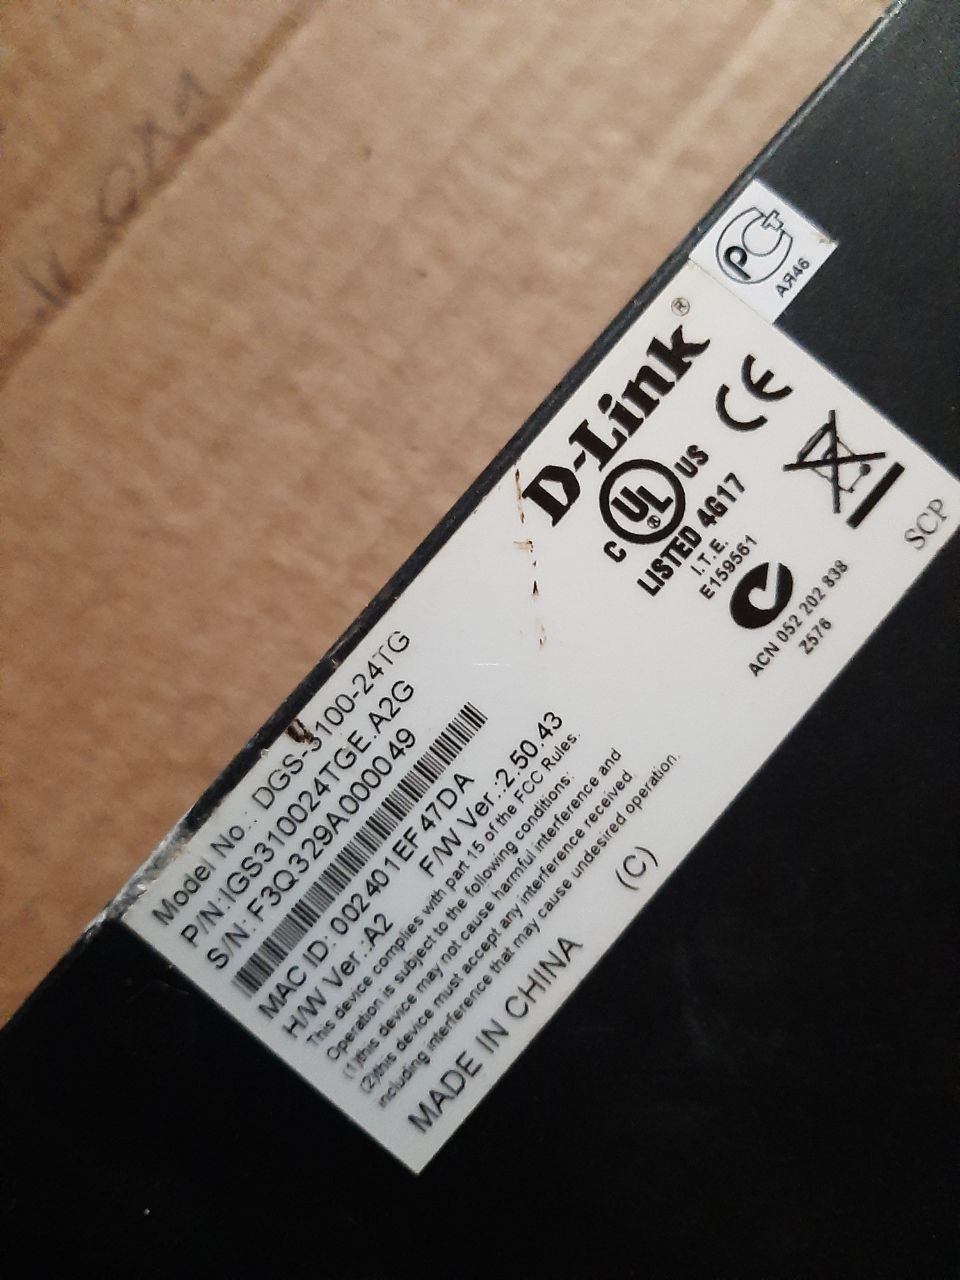 D-Link®
C UL® US
LISTED 4G17
I.T.E.
E159561
CE
ACN 052 202 838
Z576
SCP
РСТ
АЯ46
Model No.: DGS-3100-24TG
P/N:IGS310024TGE.A2G
S/N: F3Q329A000049
MAC ID: 002401EF47DA
H/W Ver.:A2 F/W Ver.:2.50.43
This device complies with part 15 of the FCC Rules.
Operation is subject to the following conditions:
(1)this device may not cause harmful interference and
(2)this device must accept any interference received,
including interference that may cause undesired operation.
MADE IN CHINA (C)